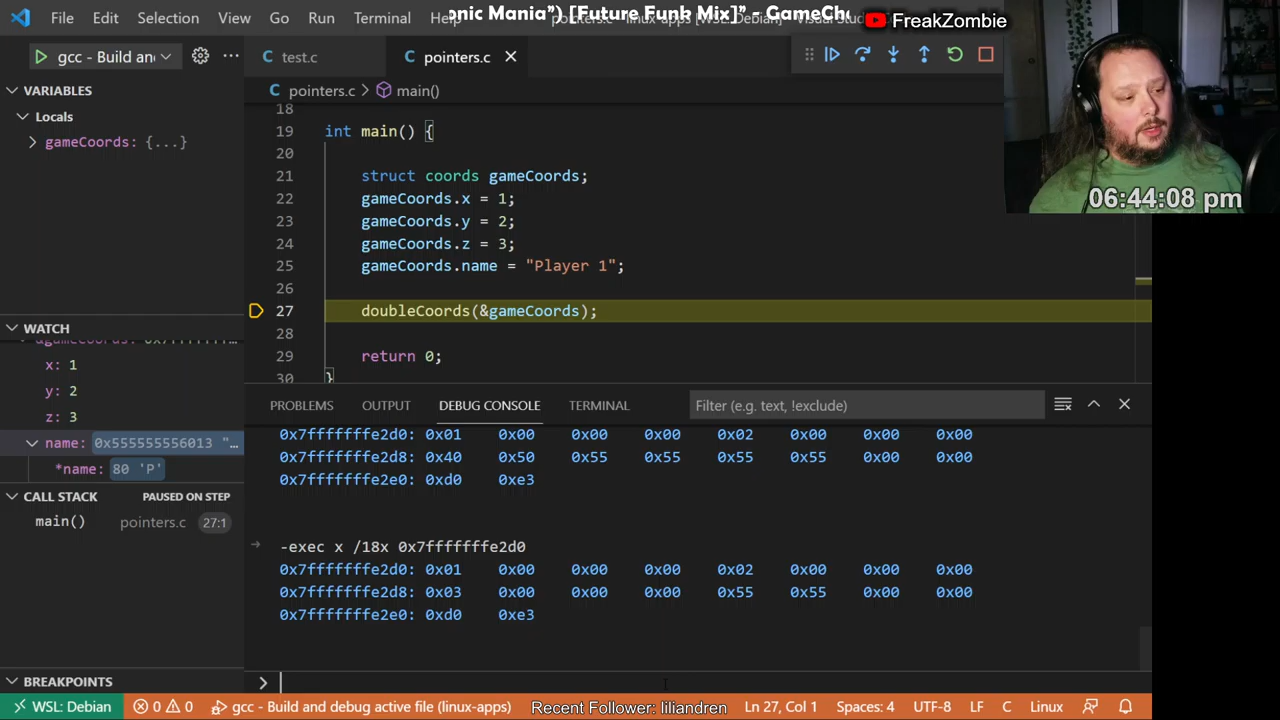 File Edit Selection View Go Run Terminal Help
onic Mania") [Future Funk Mix]" - GameCh
FreakZombie
gcc - Build an
test.c
pointers.c
VARIABLES
pointers.c > main()
Locals
gameCoords: {...}
18
19 int main() {
20
21 struct coords gameCoords;
22 gameCoords.x = 1;
23 gameCoords.y = 2;
24 gameCoords.z = 3;
25 gameCoords.name = "Player 1";
26
27 doubleCoords(&gameCoords);
28
29 return 0;
30 }
06:44:08 pm
WATCH
x: 1
y: 2
z: 3
name: 0x555555556013 "…
*name: 80 'P'
CALL STACK PAUSED ON STEP
main() pointers.c 27:1
BREAKPOINTS
PROBLEMS OUTPUT DEBUG CONSOLE TERMINAL Filter (e.g. text, !exclude)
0x7fffffffe2d0: 0x01 0x00 0x00 0x00 0x02 0x00 0x00 0x00
0x7fffffffe2d8: 0x40 0x50 0x55 0x55 0x55 0x55 0x00 0x00
0x7fffffffe2e0: 0xd0 0xe3
-exec x /18x 0x7fffffffe2d0
0x7fffffffe2d0: 0x01 0x00 0x00 0x00 0x02 0x00 0x00 0x00
0x7fffffffe2d8: 0x03 0x00 0x00 0x00 0x55 0x55 0x00 0x00
0x7fffffffe2e0: 0xd0 0xe3
>
WSL: Debian 0 0 gcc - Build and debug active file (linux-apps) Recent Follower: liliandren Ln 27, Col 1 Spaces: 4 UTF-8 LF C Linux